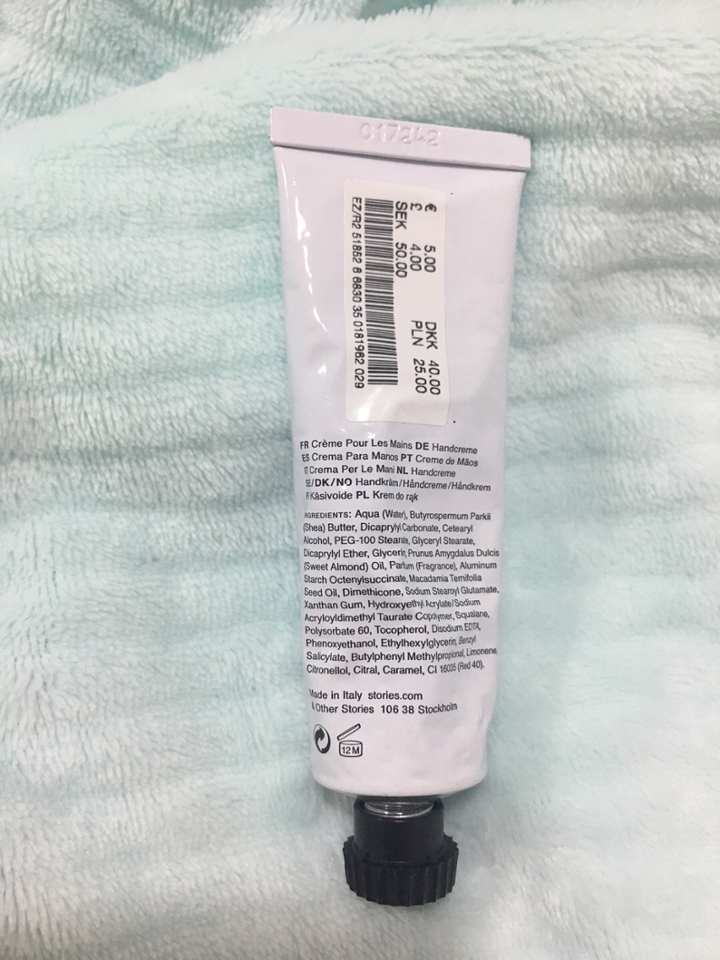 017242
€ 5.00 DKK 40.00
£ 4.00 PLN 25.00
SEK 50.00
EZ/R2 51852 6 6830 35 0181962 029
FR Crème Pour Les Mains DE Handcreme
ES Crema Para Manos PT Creme de Mãos
IT Crema Per Le Mani NL Handcreme
SE/DK/NO Handkräm/Håndcreme/Håndkrem
FI Käsivoide PL Krem do rąk
INGREDIENTS: Aqua (Water), Butyrospermum Parkii
(Shea) Butter, Dicaprylyl Carbonate, Cetearyl
Alcohol, PEG-100 Stearate, Glyceryl Stearate,
Dicaprylyl Ether, Glycerin, Prunus Amygdalus Dulcis
(Sweet Almond) Oil, Parfum (Fragrance), Aluminum
Starch Octenylsuccinate, Macadamia Ternifolia
Seed Oil, Dimethicone, Sodium Stearoyl Glutamate,
Xanthan Gum, Hydroxyethyl Acrylate/Sodium
Acryloyldimethyl Taurate Copolymer, Squalane,
Polysorbate 60, Tocopherol, Disodium EDTA,
Phenoxyethanol, Ethylhexylglycerin, Benzyl
Salicylate, Butylphenyl Methylpropional, Limonene,
Citronellol, Citral, Caramel, CI 16035 (Red 40).
Made in Italy stories.com
& Other Stories 106 38 Stockholm
12M